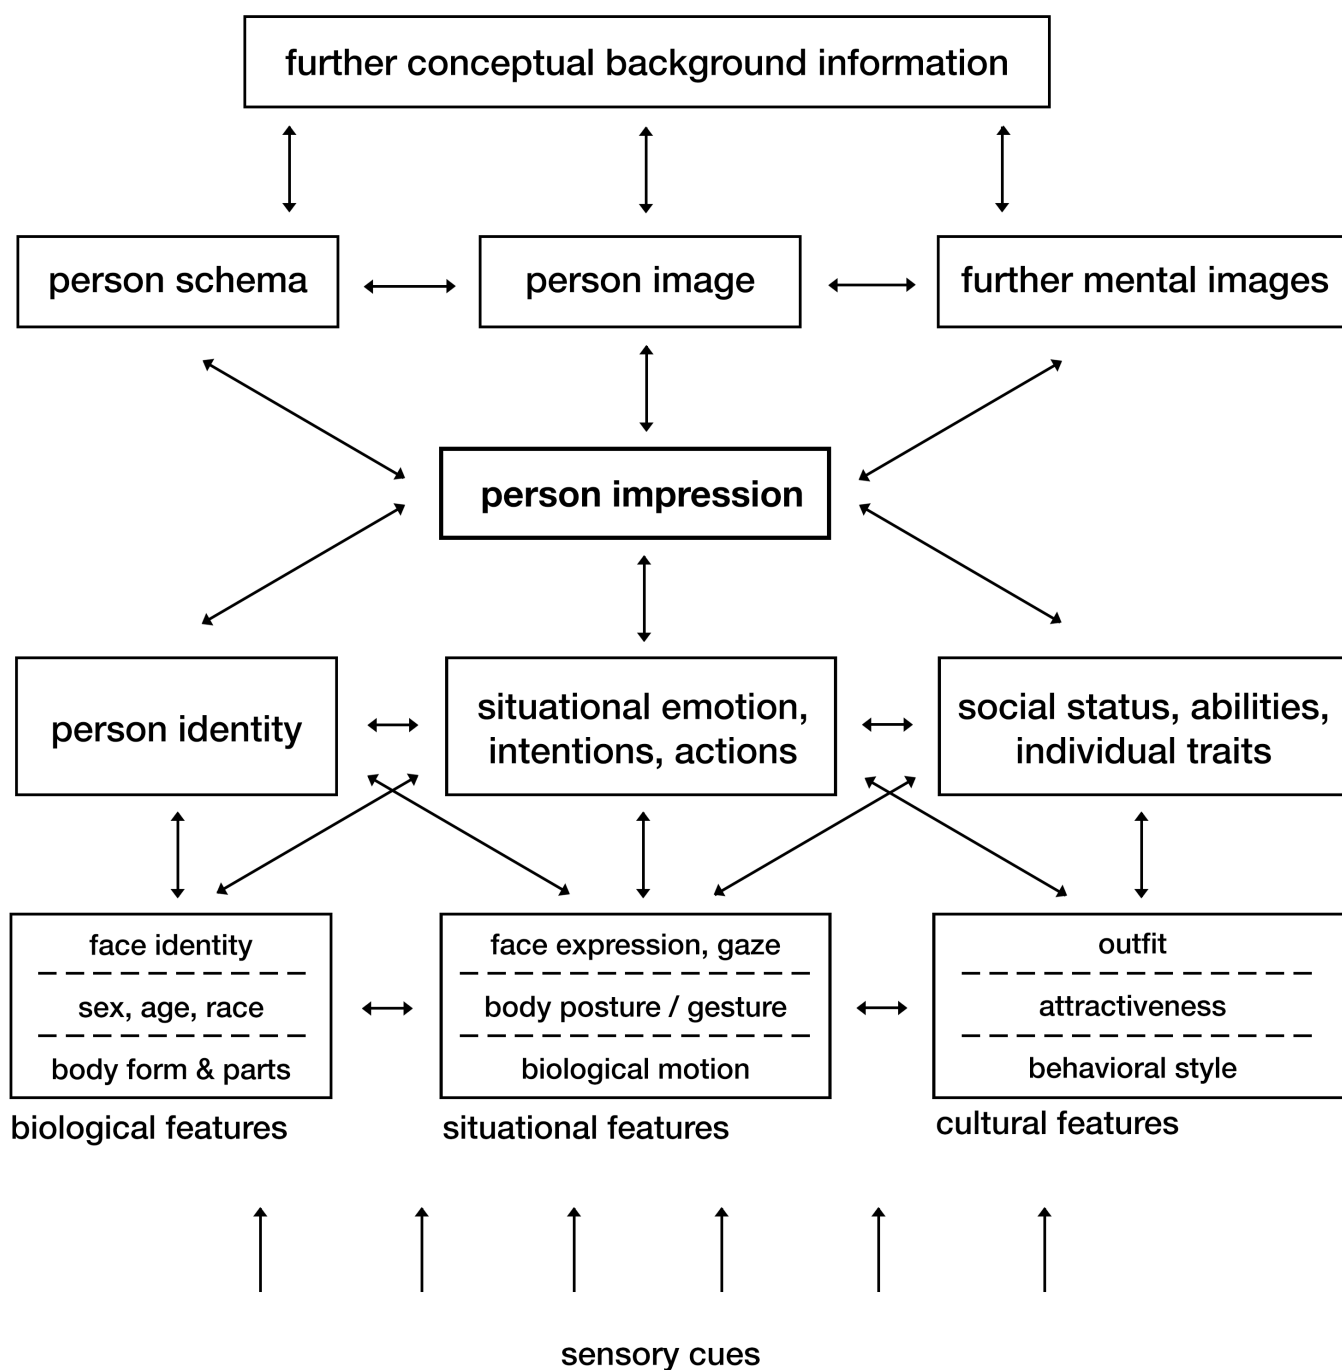 further conceptual background information
person schema
person image
further mental images
person impression
person identity
situational emotion,
intentions, actions
social status, abilities,
individual traits
face identity
sex, age, race
body form & parts
biological features
face expression, gaze
body posture / gesture
biological motion
situational features
outfit
attractiveness
behavioral style
cultural features
sensory cues